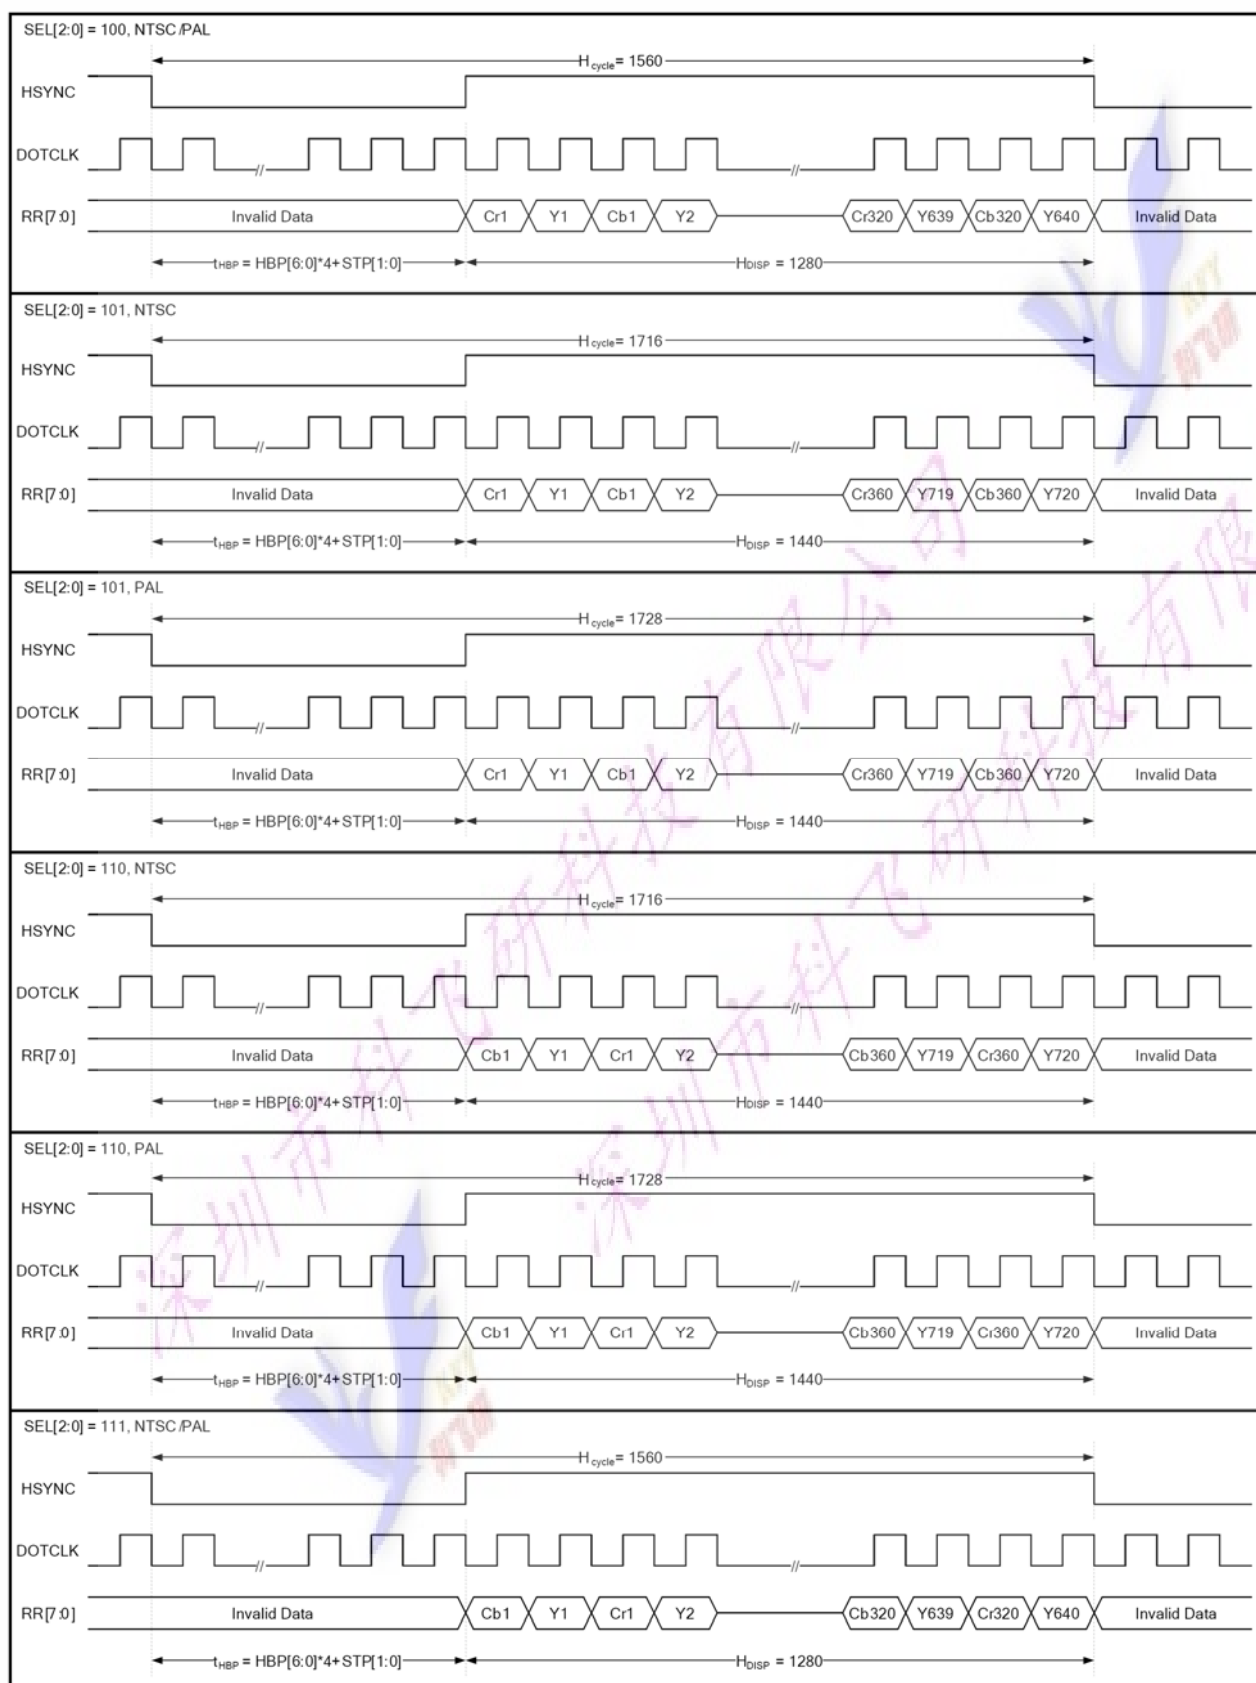 SEL[2:0] = 100, NTSC/PAL
Hcycle= 1560
HSYNC
DOTCLK
// //
RR[7:0] Invalid Data Cr1 Y1 Cb1 Y2 Cr320 Y639 Cb320 Y640 Invalid Data
tHBP = HBP[6:0]*4+STP[1:0] HDISP = 1280
SEL[2:0] = 101, NTSC
Hcycle= 1716
HSYNC
DOTCLK
// //
RR[7:0] Invalid Data Cr1 Y1 Cb1 Y2 Cr360 Y719 Cb360 Y720 Invalid Data
tHBP = HBP[6:0]*4+STP[1:0] HDISP = 1440
SEL[2:0] = 101, PAL
Hcycle= 1728
HSYNC
DOTCLK
// //
RR[7:0] Invalid Data Cr1 Y1 Cb1 Y2 Cr360 Y719 Cb360 Y720 Invalid Data
tHBP = HBP[6:0]*4+STP[1:0] HDISP = 1440
SEL[2:0] = 110, NTSC
Hcycle= 1716
HSYNC
DOTCLK
// //
RR[7:0] Invalid Data Cb1 Y1 Cr1 Y2 Cb360 Y719 Cr360 Y720 Invalid Data
tHBP = HBP[6:0]*4+STP[1:0] HDISP = 1440
SEL[2:0] = 110, PAL
Hcycle= 1728
HSYNC
DOTCLK
// //
RR[7:0] Invalid Data Cb1 Y1 Cr1 Y2 Cb360 Y719 Cr360 Y720 Invalid Data
tHBP = HBP[6:0]*4+STP[1:0] HDISP = 1440
SEL[2:0] = 111, NTSC/PAL
Hcycle= 1560
HSYNC
DOTCLK
// //
RR[7:0] Invalid Data Cb1 Y1 Cr1 Y2 Cb320 Y639 Cr320 Y640 Invalid Data
tHBP = HBP[6:0]*4+STP[1:0] HDISP = 1280
深圳市科飞研科技有限公司
深圳市科飞研科技有限